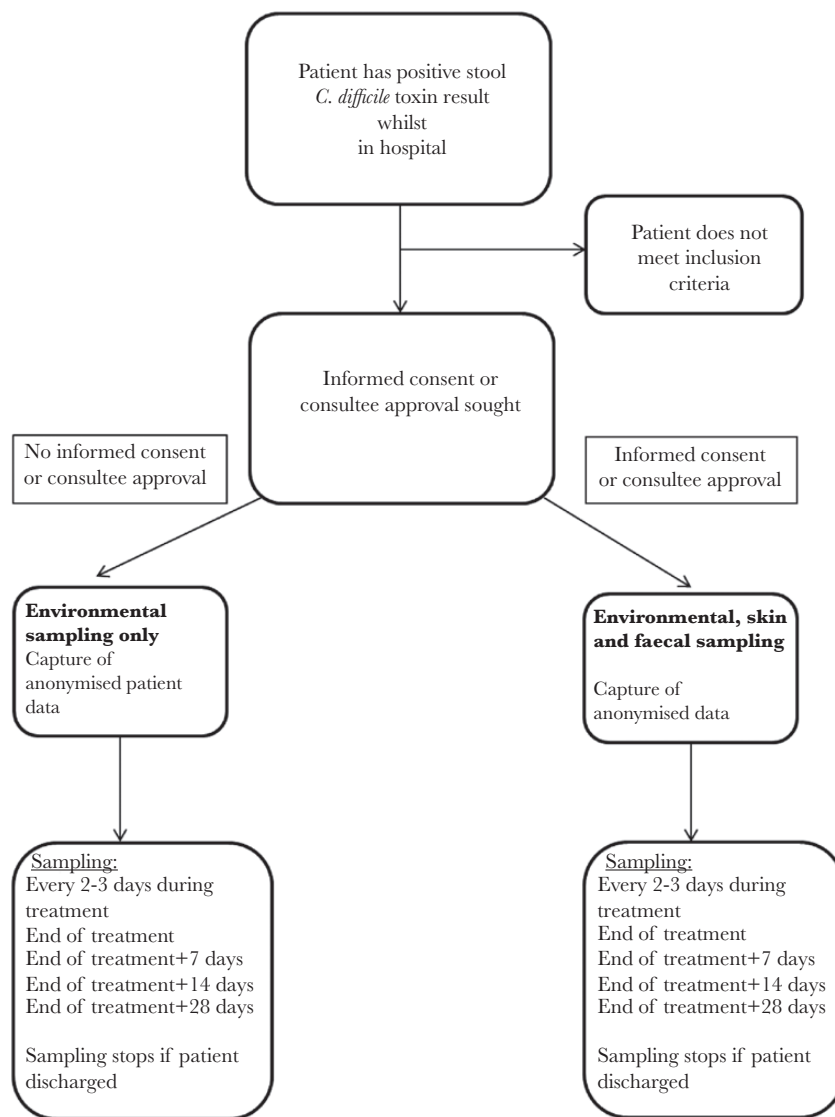 Patient has positive stool
C. difficile toxin result
whilst
in hospital
Patient does not
meet inclusion
criteria
Informed consent or
consultee approval sought
No informed consent
or consultee approval
Informed consent
or consultee approval
Environmental
sampling only
Capture of
anonymised patient
data
Environmental, skin
and faecal sampling
Capture of
anonymised data
Sampling:
Every 2-3 days during
treatment
End of treatment
End of treatment+7 days
End of treatment+14 days
End of treatment+28 days
Sampling stops if patient
discharged
Sampling:
Every 2-3 days during
treatment
End of treatment
End of treatment+7 days
End of treatment+14 days
End of treatment+28 days
Sampling stops if patient
discharged